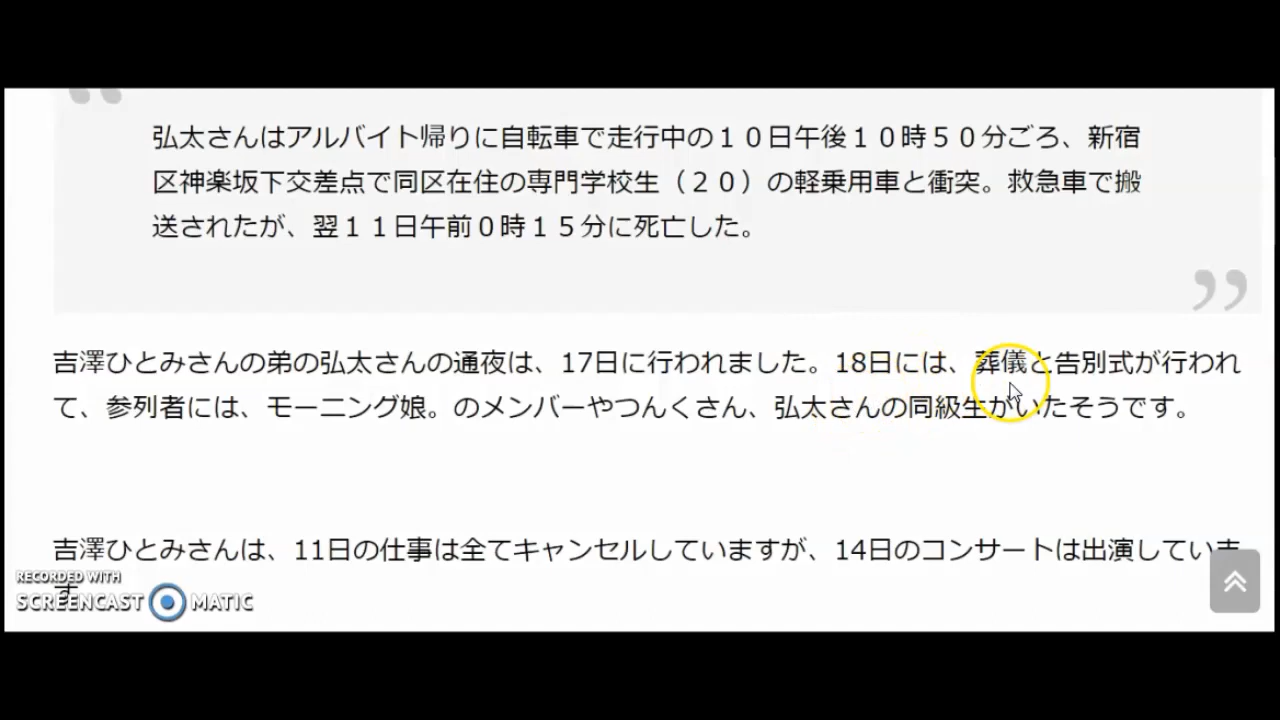 弘太さんはアルバイト帰りに自転車で走行中の１０日午後１０時５０分ごろ、新宿
区神楽坂下交差点で同区在住の専門学校生（２０）の軽乗用車と衝突。救急車で搬
送されたが、翌１１日午前０時１５分に死亡した。
吉澤ひとみさんの弟の弘太さんの通夜は、17日に行われました。18日には、葬儀と告別式が行われ
て、参列者には、モーニング娘。のメンバーやつんくさん、弘太さんの同級生がいたそうです。
吉澤ひとみさんは、11日の仕事は全てキャンセルしていますが、14日のコンサートは出演していま
す
RECORDED WITH
SCREENCAST MATIC